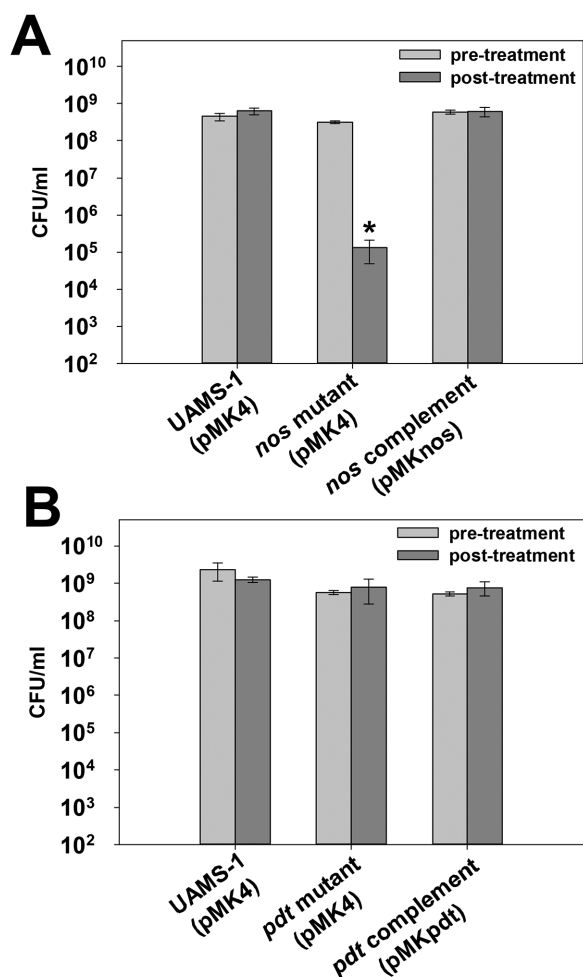 A
pre-treatment
post-treatment
CFU/ml
10¹⁰
10⁹
10⁸
10⁷
10⁶
10⁵
10⁴
10³
10²
*
UAMS-1
(pMK4)
nos mutant
(pMK4)
nos complement
(pMKnos)
B
pre-treatment
post-treatment
CFU/ml
10¹⁰
10⁹
10⁸
10⁷
10⁶
10⁵
10⁴
10³
10²
UAMS-1
(pMK4)
pdt mutant
(pMK4)
pdt complement
(pMKpdt)